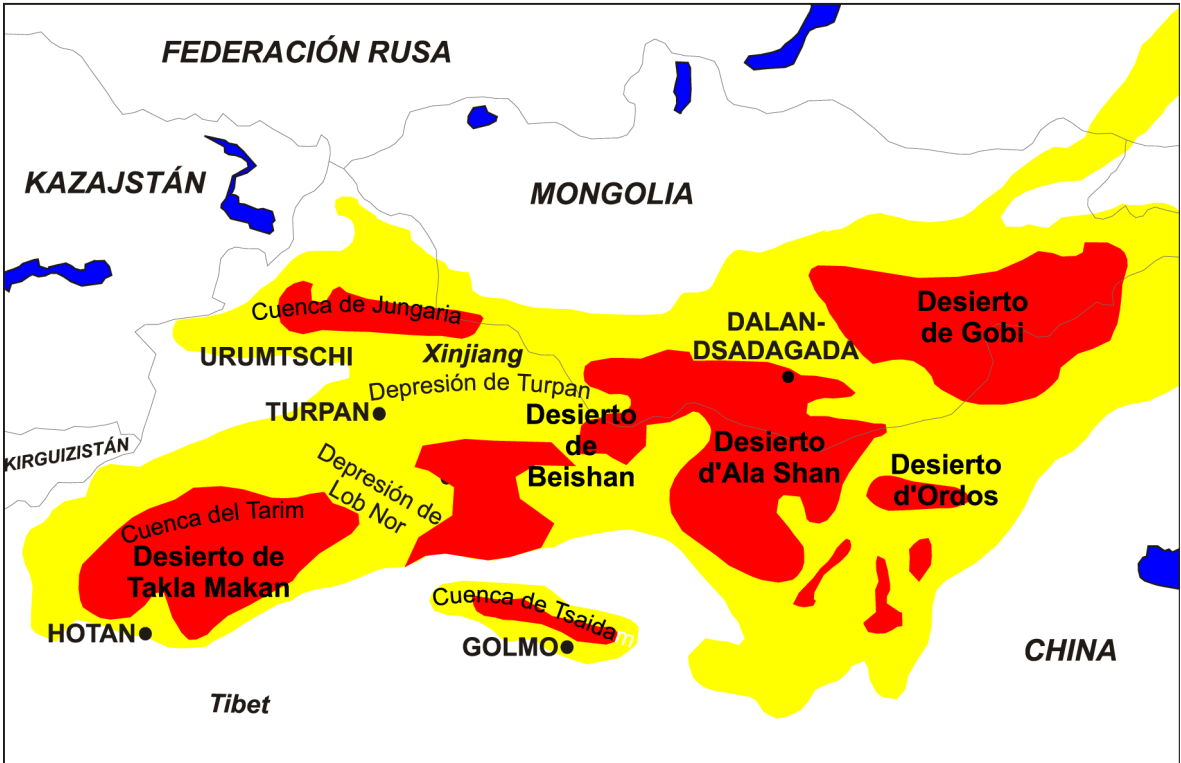 FEDERACIÓN RUSA
KAZAJSTÁN
MONGOLIA
Cuenca de Jungaria
Desierto
de Gobi
DALAN-
DSADAGADA
URUMTSCHI
Xinjiang
Depresión de Turpan
TURPAN
Desierto
de
Beishan
Desierto
d'Ala Shan
KIRGUIZISTÁN
Depresión de
Lob Nor
Desierto
d'Ordos
Cuenca del Tarim
Desierto de
Takla Makan
Cuenca de Tsaidam
HOTAN
GOLMO
CHINA
Tibet